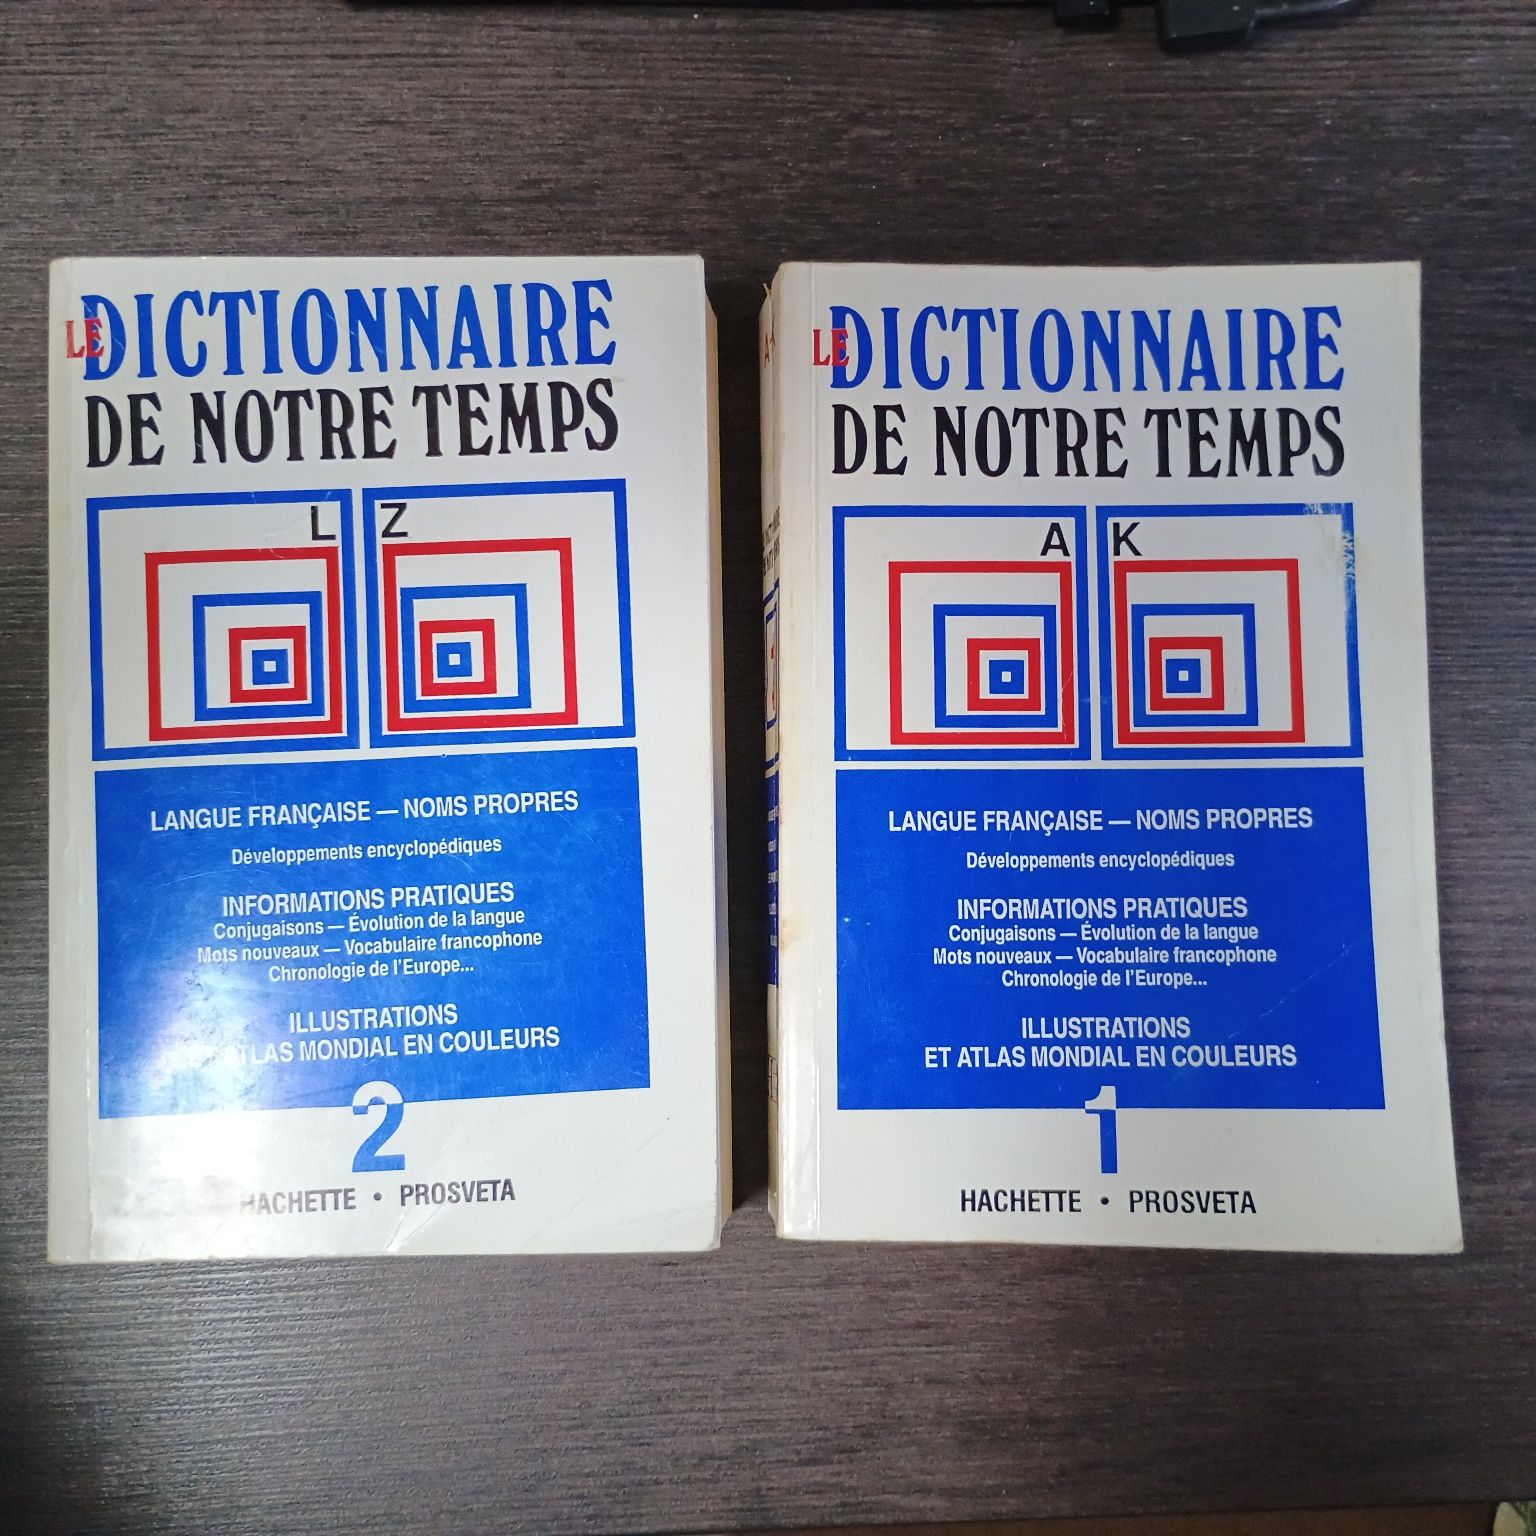 LE DICTIONNAIRE
DE NOTRE TEMPS
L Z
LANGUE FRANÇAISE — NOMS PROPRES
Développements encyclopédiques
INFORMATIONS PRATIQUES
Conjugaisons — Évolution de la langue
Mots nouveaux — Vocabulaire francophone
Chronologie de l'Europe...
ILLUSTRATIONS
ATLAS MONDIAL EN COULEURS
2
HACHETTE • PROSVETA
LE DICTIONNAIRE
DE NOTRE TEMPS
A K
LANGUE FRANÇAISE — NOMS PROPRES
Développements encyclopédiques
INFORMATIONS PRATIQUES
Conjugaisons — Évolution de la langue
Mots nouveaux — Vocabulaire francophone
Chronologie de l'Europe...
ILLUSTRATIONS
ET ATLAS MONDIAL EN COULEURS
1
HACHETTE • PROSVETA